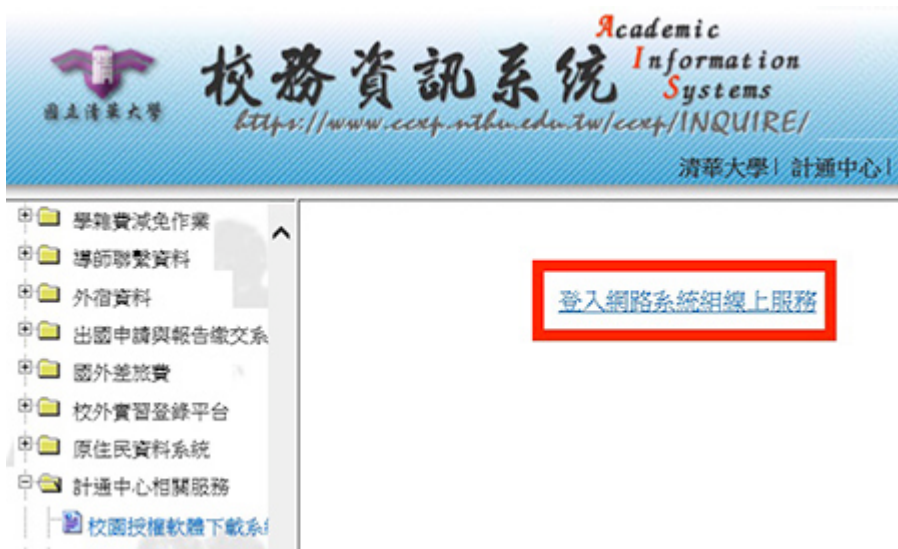 Academic
Information
Systems
校務資訊系統
國立清華大學
https://www.ccxp.nthu.edu.tw/ccxp/INQUIRE/
清華大學| 計通中心|
學雜費減免作業
導師聯繫資料
外宿資料
出國申請與報告繳交系
國外差旅費
校外實習登錄平台
原住民資料系統
計通中心相關服務
校園授權軟體下載系
登入網路系統組線上服務